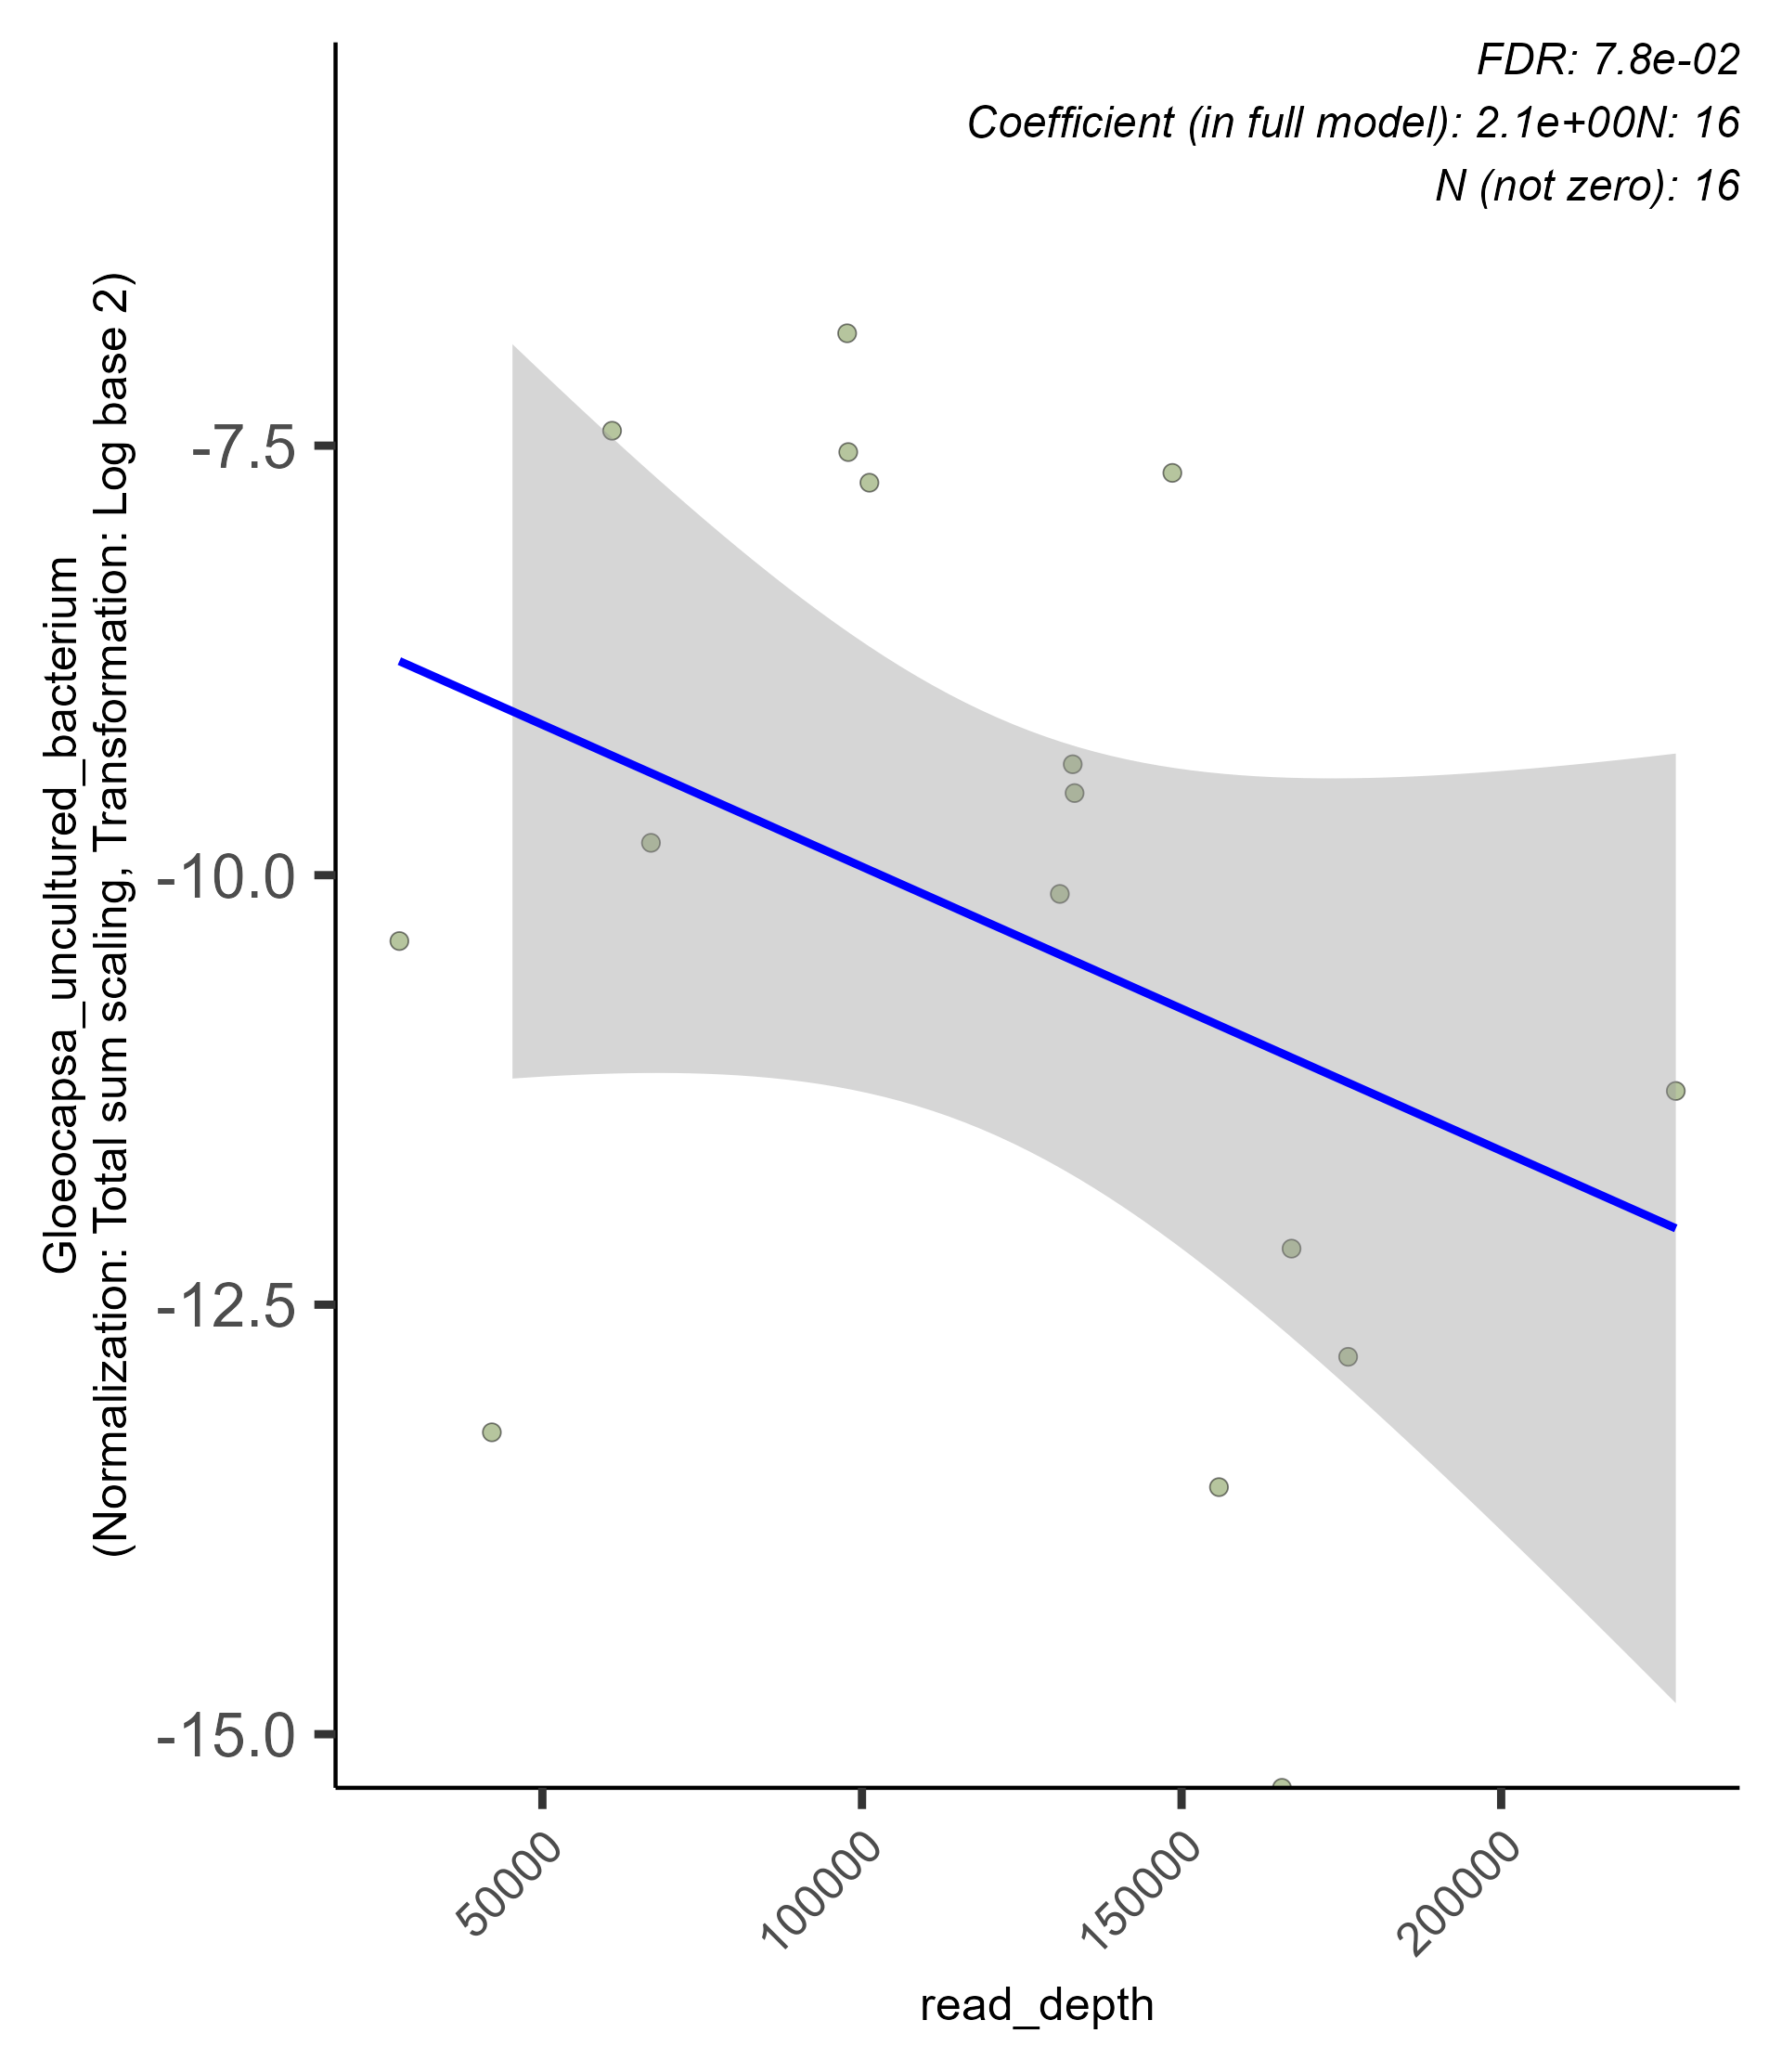 FDR: 7.8e-02
Coefficient (in full model): 2.1e+00N: 16
N (not zero): 16
Gloeocapsa_uncultured_bacterium
(Normalization: Total sum scaling, Transformation: Log base 2)
-7.5
-10.0
-12.5
-15.0
50000
100000
150000
200000
read_depth